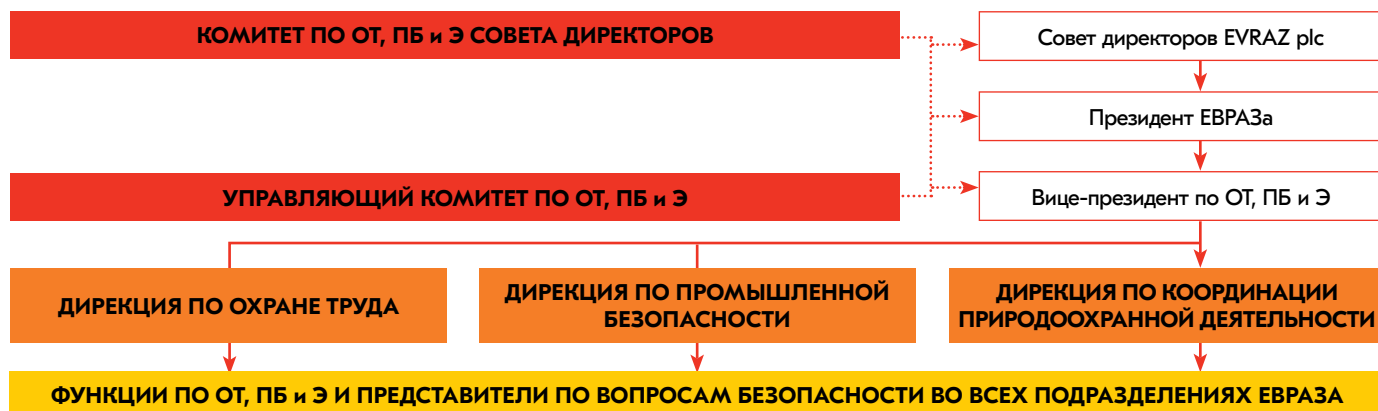 КОМИТЕТ ПО ОТ, ПБ и Э СОВЕТА ДИРЕКТОРОВ
Совет директоров EVRAZ plc
Президент ЕВРАЗа
УПРАВЛЯЮЩИЙ КОМИТЕТ ПО ОТ, ПБ и Э
Вице-президент по ОТ, ПБ и Э
ДИРЕКЦИЯ ПО ОХРАНЕ ТРУДА
ДИРЕКЦИЯ ПО ПРОМЫШЛЕННОЙ
БЕЗОПАСНОСТИ
ДИРЕКЦИЯ ПО КООРДИНАЦИИ
ПРИРОДООХРАННОЙ ДЕЯТЕЛЬНОСТИ
ФУНКЦИИ ПО ОТ, ПБ и Э И ПРЕДСТАВИТЕЛИ ПО ВОПРОСАМ БЕЗОПАСНОСТИ ВО ВСЕХ ПОДРАЗДЕЛЕНИЯХ ЕВРАЗА